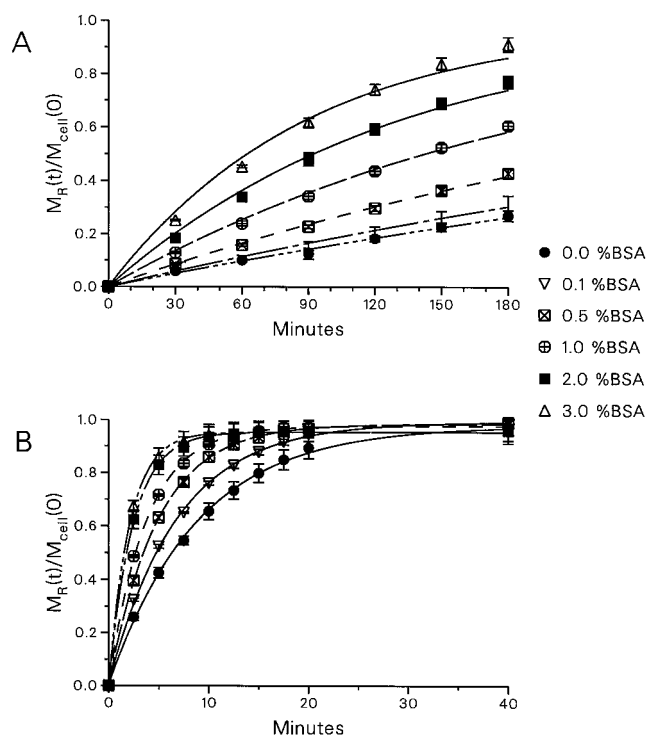 A
M_R(t)/M_cell(0)
1.0
0.8
0.6
0.4
0.2
0.0
0 30 60 90 120 150 180
Minutes
0.0 %BSA
0.1 %BSA
0.5 %BSA
1.0 %BSA
2.0 %BSA
3.0 %BSA
B
M_R(t)/M_cell(0)
1.0
0.8
0.6
0.4
0.2
0.0
0 10 20 30 40
Minutes